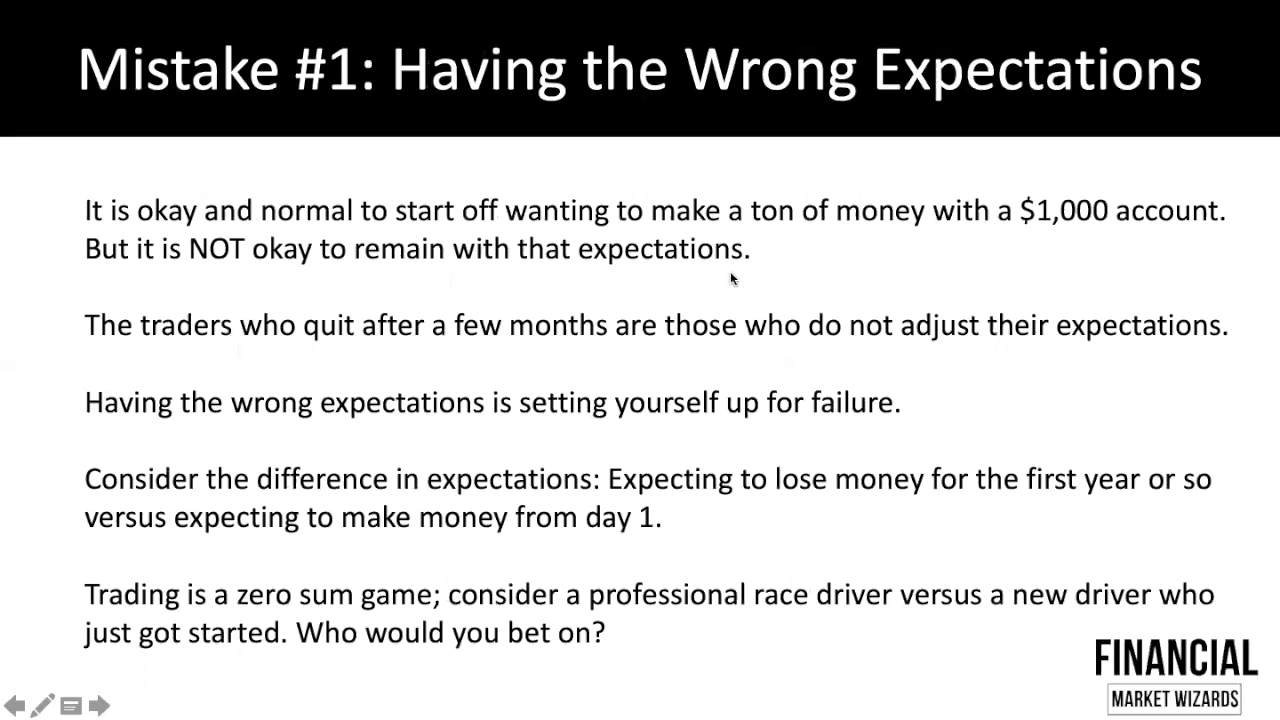 Mistake #1: Having the Wrong Expectations
It is okay and normal to start off wanting to make a ton of money with a $1,000 account.
But it is NOT okay to remain with that expectations.
The traders who quit after a few months are those who do not adjust their expectations.
Having the wrong expectations is setting yourself up for failure.
Consider the difference in expectations: Expecting to lose money for the first year or so
versus expecting to make money from day 1.
Trading is a zero sum game; consider a professional race driver versus a new driver who
just got started. Who would you bet on?
FINANCIAL
MARKET WIZARDS